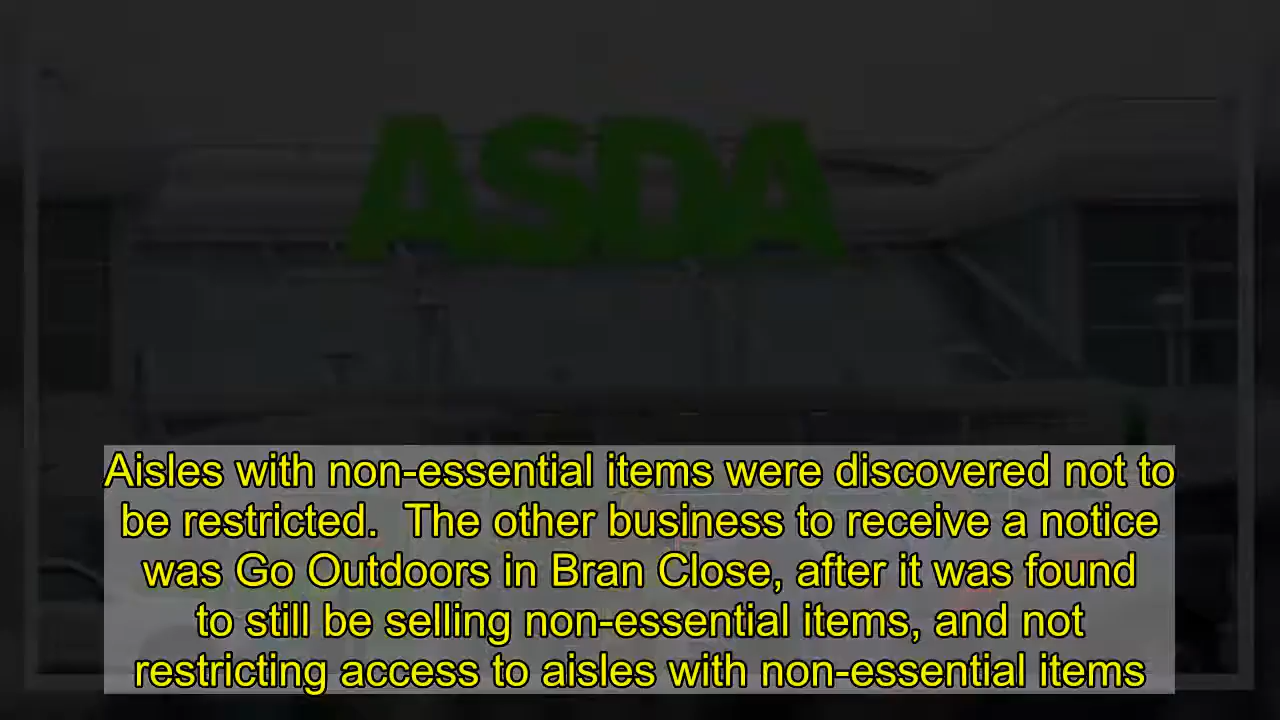 ASDA
Aisles with non-essential items were discovered not to
be restricted.  The other business to receive a notice
was Go Outdoors in Bran Close, after it was found
to still be selling non-essential items, and not
restricting access to aisles with non-essential items